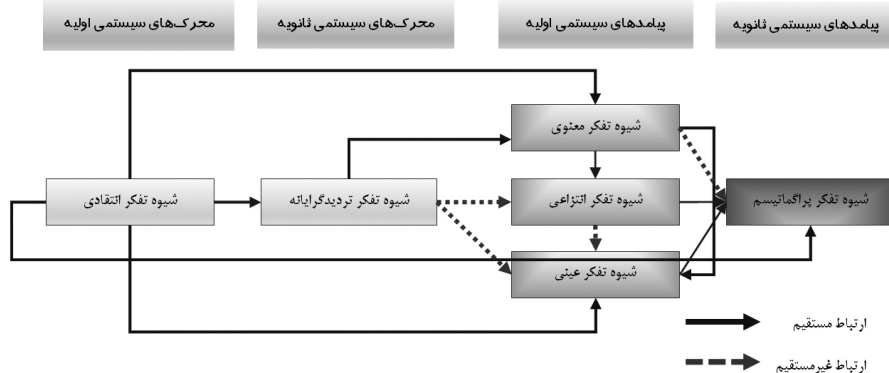 محرک‌های سیستمی اولیه
محرک‌های سیستمی ثانویه
پیامدهای سیستمی اولیه
پیامدهای سیستمی ثانویه
شیوه تفکر معنوی
شیوه تفکر انتقادی
شیوه تفکر تردیدگرایانه
شیوه تفکر انتزاعی
شیوه تفکر پراگماتیسم
شیوه تفکر عینی
ارتباط مستقیم
ارتباط غیرمستقیم